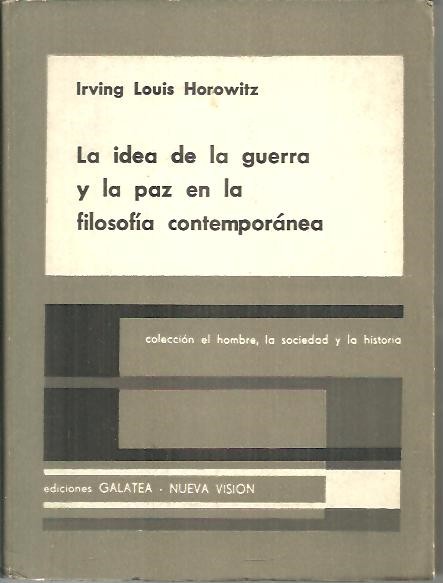 Irving Louis Horowitz
La idea de la guerra
y la paz en la
filosofía contemporánea
colección el hombre, la sociedad y la historia
ediciones GALATEA - NUEVA VISION